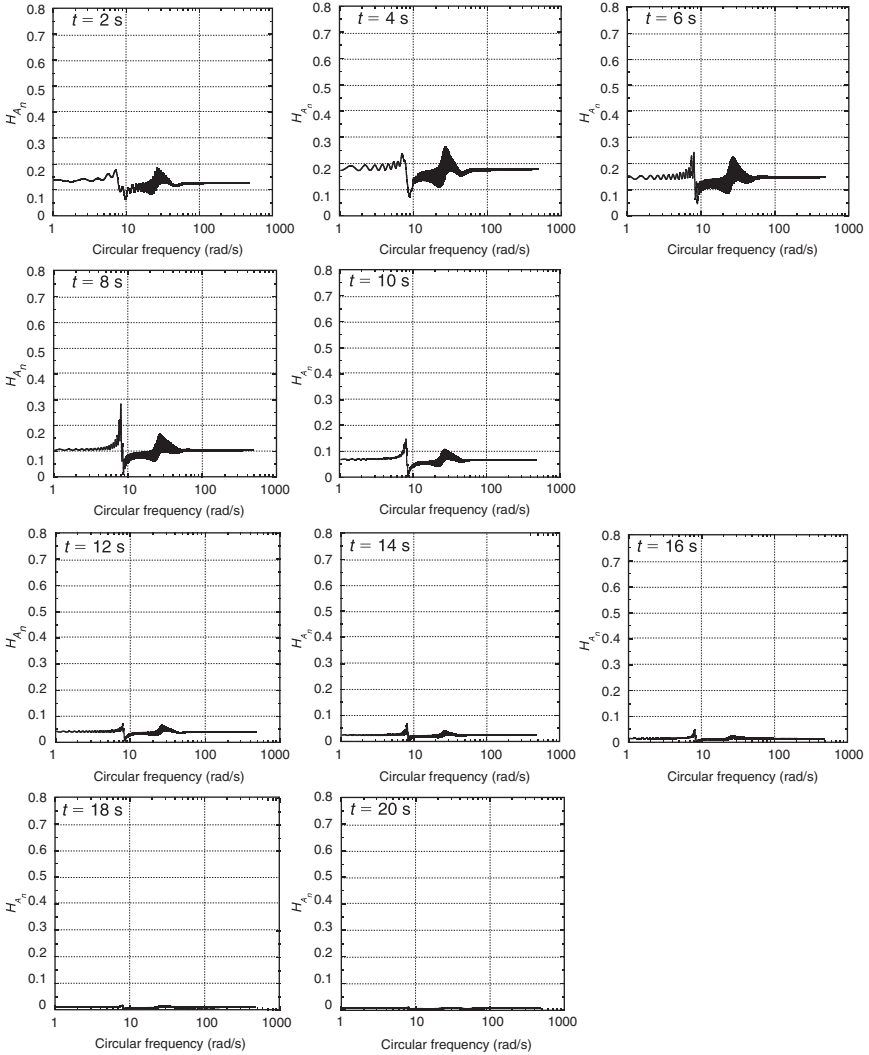 t = 2 s
0.8
0.7
0.6
0.5
0.4
0.3
0.2
0.1
0
H_{A_n}
1 10 100 1000
Circular frequency (rad/s)
t = 4 s
0.8
0.7
0.6
0.5
0.4
0.3
0.2
0.1
0
H_{A_n}
1 10 100 1000
Circular frequency (rad/s)
t = 6 s
0.8
0.7
0.6
0.5
0.4
0.3
0.2
0.1
0
H_{A_n}
1 10 100 1000
Circular frequency (rad/s)
t = 8 s
0.8
0.7
0.6
0.5
0.4
0.3
0.2
0.1
0
H_{A_n}
1 10 100 1000
Circular frequency (rad/s)
t = 10 s
0.8
0.7
0.6
0.5
0.4
0.3
0.2
0.1
0
H_{A_n}
1 10 100 1000
Circular frequency (rad/s)
t = 12 s
0.8
0.7
0.6
0.5
0.4
0.3
0.2
0.1
0
H_{A_n}
1 10 100 1000
Circular frequency (rad/s)
t = 14 s
0.8
0.7
0.6
0.5
0.4
0.3
0.2
0.1
0
H_{A_n}
1 10 100 1000
Circular frequency (rad/s)
t = 16 s
0.8
0.7
0.6
0.5
0.4
0.3
0.2
0.1
0
H_{A_n}
1 10 100 1000
Circular frequency (rad/s)
t = 18 s
0.8
0.7
0.6
0.5
0.4
0.3
0.2
0.1
0
H_{A_n}
1 10 100 1000
Circular frequency (rad/s)
t = 20 s
0.8
0.7
0.6
0.5
0.4
0.3
0.2
0.1
0
H_{A_n}
1 10 100 1000
Circular frequency (rad/s)